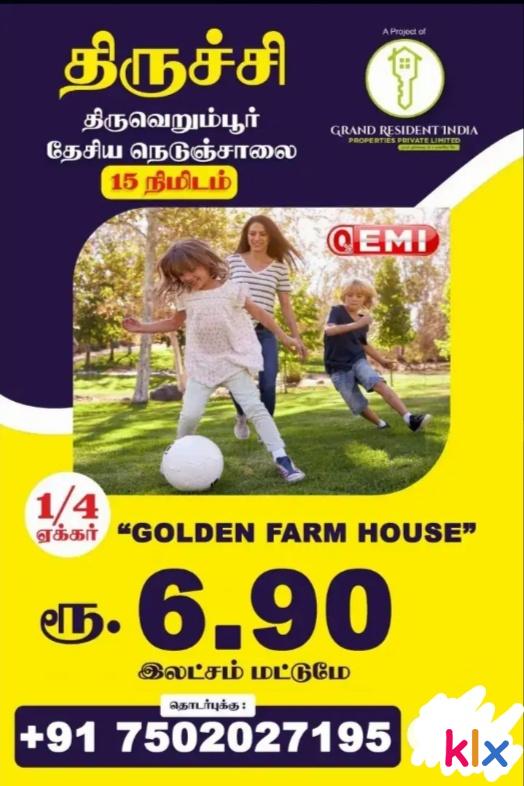 திருச்சி
திருவெறும்பூர்
தேசிய நெடுஞ்சாலை
15 நிமிடம்
A Project of
GRAND RESIDENT INDIA
PROPERTIES PRIVATE LIMITED
0% EMI
1/4
ஏக்கர்
“GOLDEN FARM HOUSE”
ரூ. 6.90
இலட்சம் மட்டுமே
தொடர்புக்கு :
+91 7502027195
klx